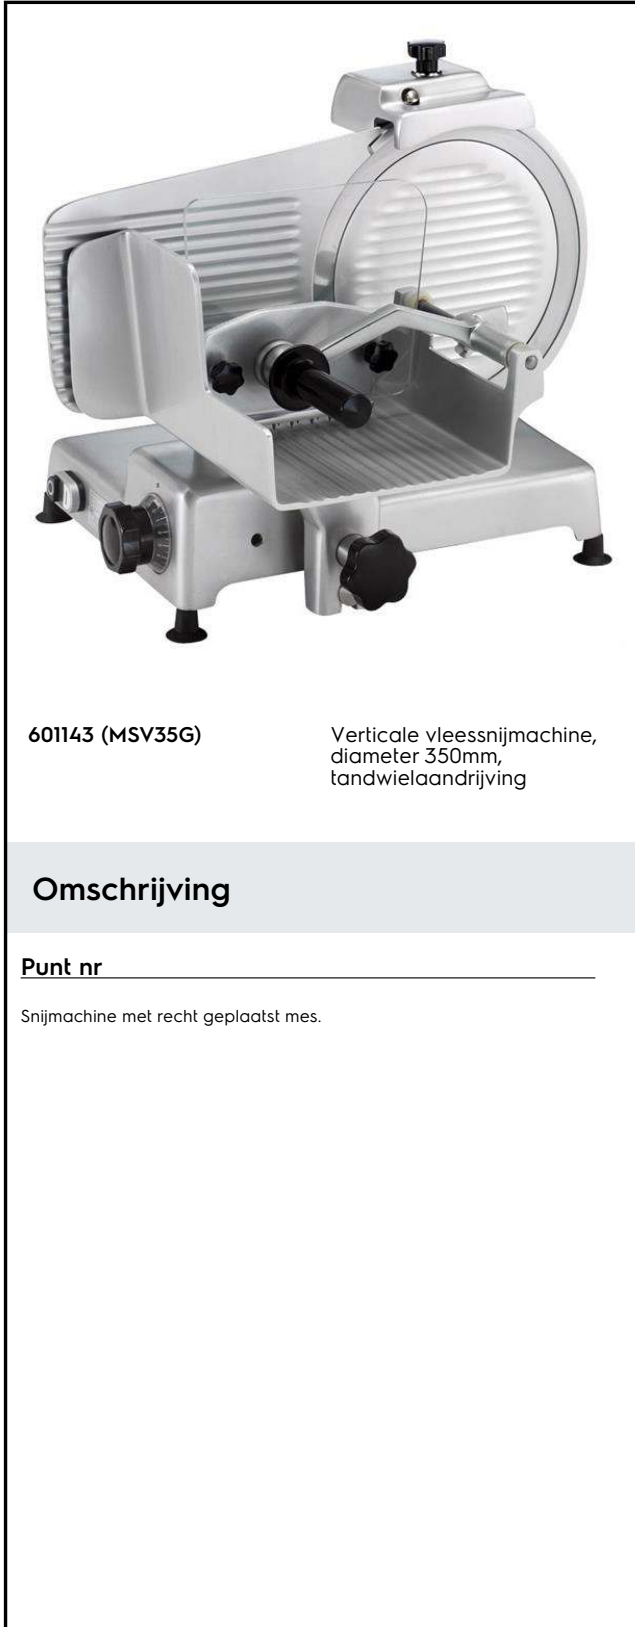 601143 (MSV35G)
Verticale vleessnijmachine,
diameter 350mm,
tandwielaandrijving
Omschrijving
Punt nr
Snijmachine met recht geplaatst mes.